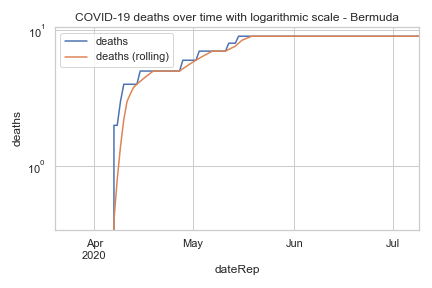 COVID-19 deaths over time with logarithmic scale - Bermuda
10¹
deaths
deaths (rolling)
deaths
10⁰
Apr
2020
May
Jun
Jul
dateRep